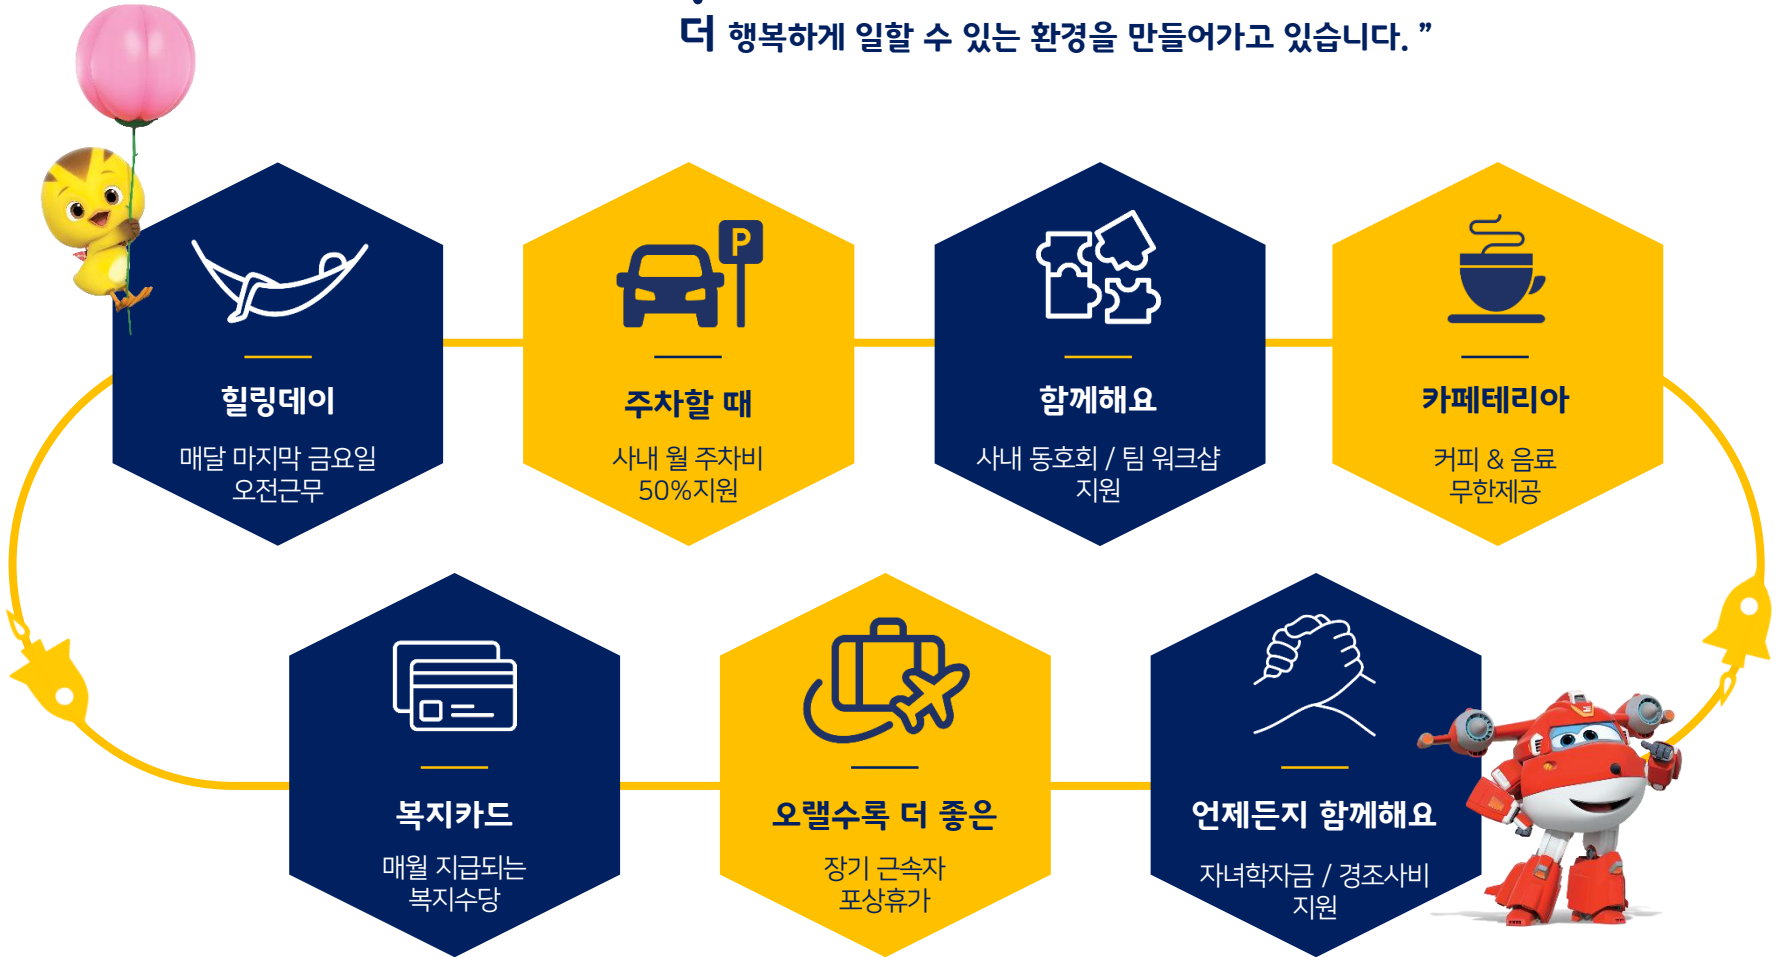 더 행복하게 일할 수 있는 환경을 만들어가고 있습니다. ”
P
힐링데이
매달 마지막 금요일
오전근무
주차할 때
사내 월 주차비
50%지원
함께해요
사내 동호회 / 팀 워크샵
지원
카페테리아
커피 & 음료
무한제공
복지카드
매월 지급되는
복지수당
오랠수록 더 좋은
장기 근속자
포상휴가
언제든지 함께해요
자녀학자금 / 경조사비
지원